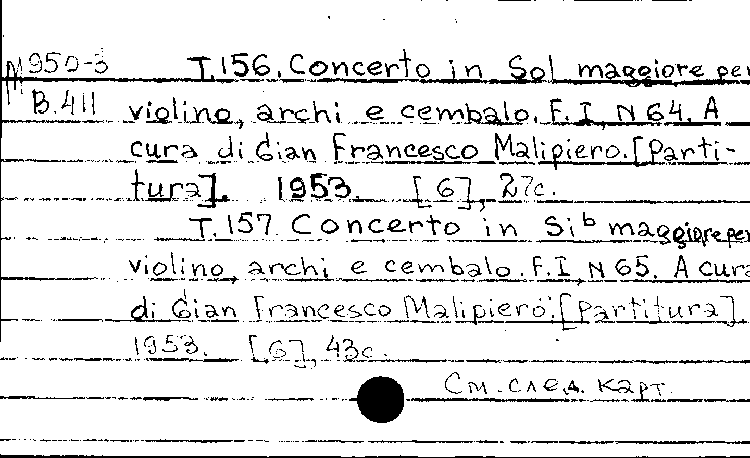 М950-3 T.156. Concerto in Sol maggiore per
B.411 violino, archi e cembalo. F. I, N 64. A
cura di Gian Francesco Malipiero. [Parti-
tura]. 1953. [6], 27c.
T.157. Concerto in Si b maggiore per
violino, archi e cembalo. F. I, N 65. A cura
di Gian Francesco Malipiero. [Partitura]
1953. [6], 43c.
См. след. карт.